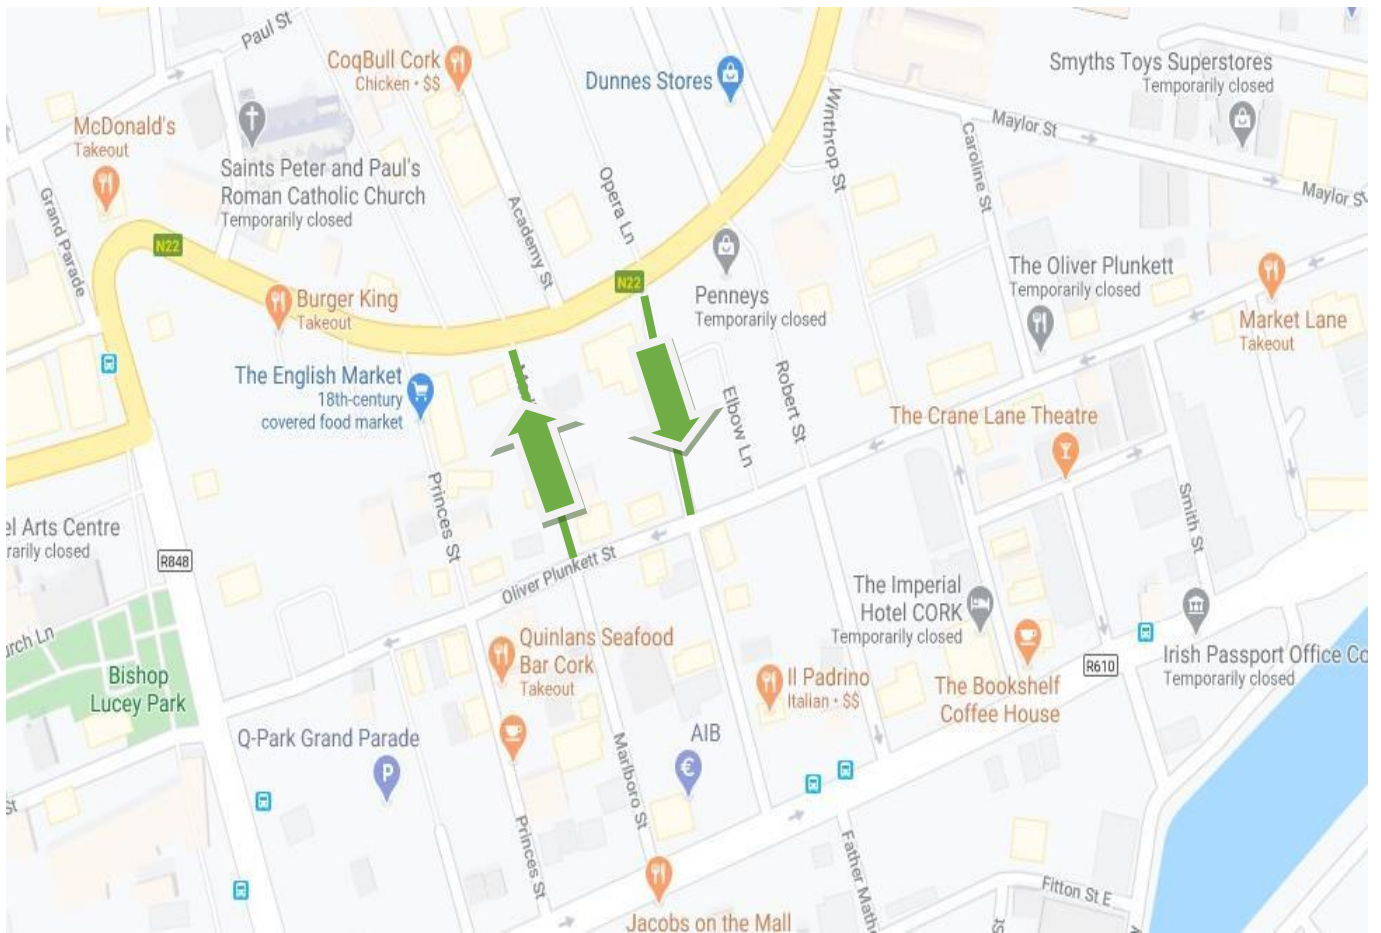 Paul St
CoqBull Cork
Chicken • $$
Dunnes Stores
Smyths Toys Superstores
Temporarily closed
McDonald's
Takeout
Winthrop St
Maylor St
Caroline St
Saints Peter and Paul's
Roman Catholic Church
Temporarily closed
Opera Ln
Academy St
Maylor
Grand Parade
N22
N22
The Oliver Plunkett
Temporarily closed
Burger King
Takeout
Penneys
Temporarily closed
Market Lane
Takeout
The English Market
18th-century
covered food market
Elbow Ln
Robert St
The Crane Lane Theatre
Princes St
Smith St
el Arts Centre
rarily closed
R848
Oliver Plunkett St
The Imperial
Hotel CORK
Temporarily closed
urch Ln
Quinlans Seafood
Bar Cork
Takeout
R610
Irish Passport Office Co
Temporarily closed
Bishop
Lucey Park
Il Padrino
Italian • $$
The Bookshelf
Coffee House
Q-Park Grand Parade
P
AIB
€
Marlboro St
St
Princes St
Father Math
Fitton St E
St
Jacobs on the Mall